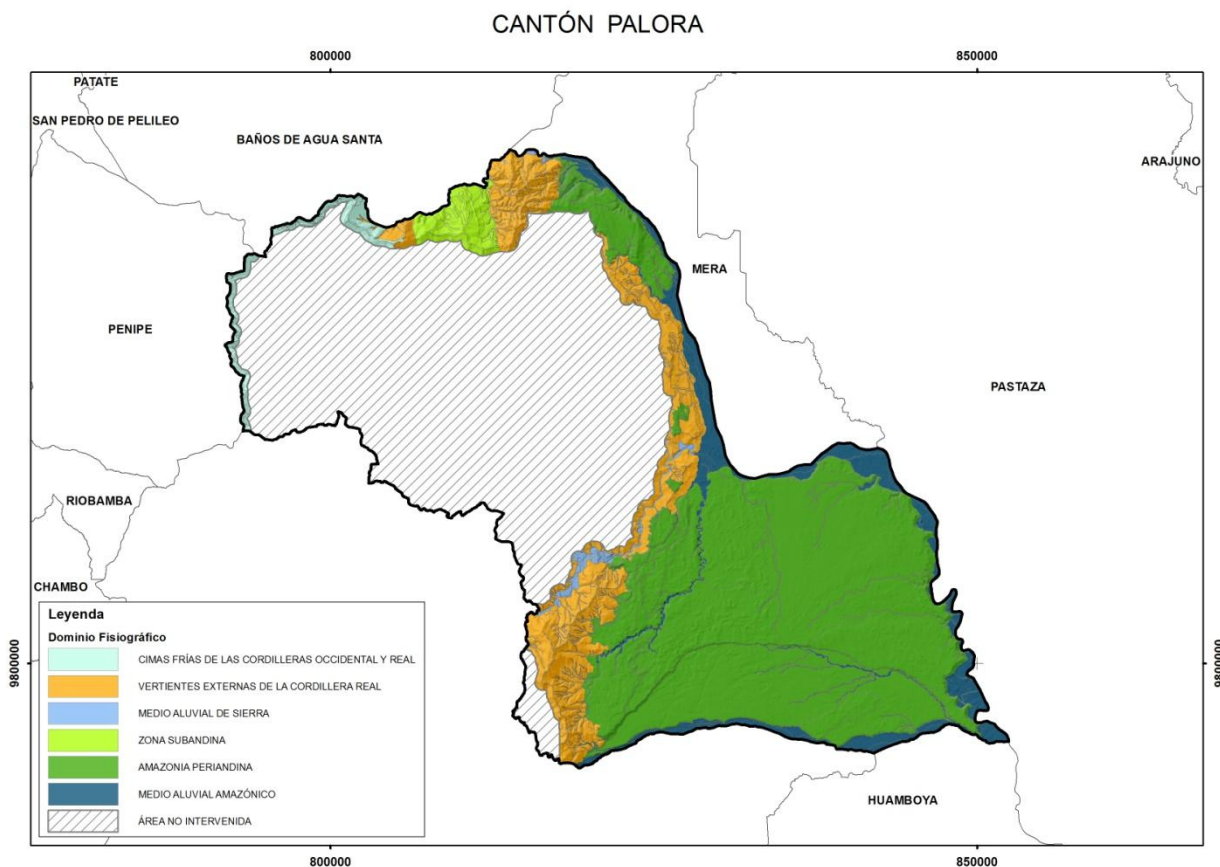 CANTÓN PALORA
800000
850000
PATATE
SAN PEDRO DE PELILEO
BAÑOS DE AGUA SANTA
ARAJUNO
MERA
PENIPE
PASTAZA
RIOBAMBA
CHAMBO
HUAMBOYA
9800000
9800000
Leyenda
Dominio Fisiográfico
CIMAS FRÍAS DE LAS CORDILLERAS OCCIDENTAL Y REAL
VERTIENTES EXTERNAS DE LA CORDILLERA REAL
MEDIO ALUVIAL DE SIERRA
ZONA SUBANDINA
AMAZONIA PERIANDINA
MEDIO ALUVIAL AMAZÓNICO
ÁREA NO INTERVENIDA
800000
850000